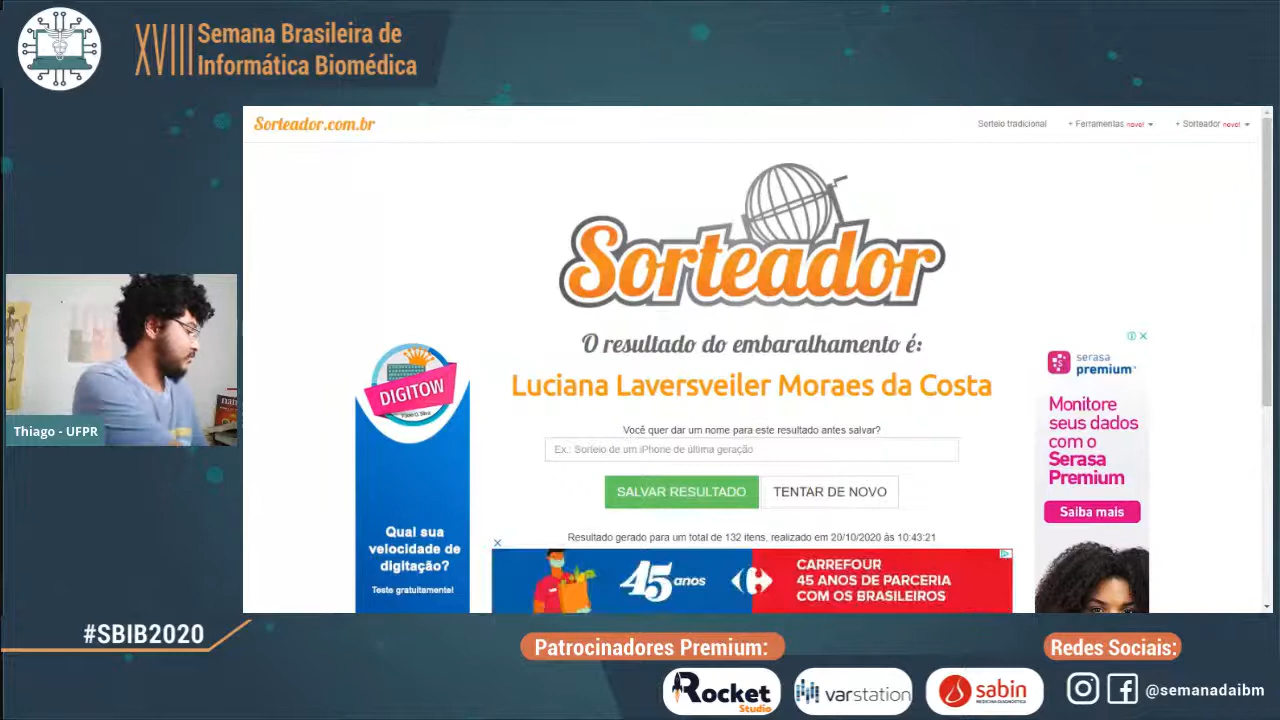 XVIII Semana Brasileira de
Informática Biomédica
Sorteador.com.br
Sorteio tradicional
+ Ferramentas novo!
+ Sorteador novo!
Sorteador
O resultado do embaralhamento é:
Luciana Laversveiler Moraes da Costa
Você quer dar um nome para este resultado antes salvar?
Ex.: Sorteio de um iPhone de última geração
SALVAR RESULTADO
TENTAR DE NOVO
Resultado gerado para um total de 132 itens, realizado em 20/10/2020 às 10:43:21
DIGITOW
Qual sua
velocidade de
digitação?
Teste gratuitamente!
serasa
premium
Monitore
seus dados
com o
Serasa
Premium
Saiba mais
45 anos
CARREFOUR
45 ANOS DE PARCERIA
COM OS BRASILEIROS
Thiago - UFPR
#SBIB2020
Patrocinadores Premium:
Rocket
Studio
varstation
sabin
MEDICINA DIAGNÓSTICA
Redes Sociais:
@semanadaibm